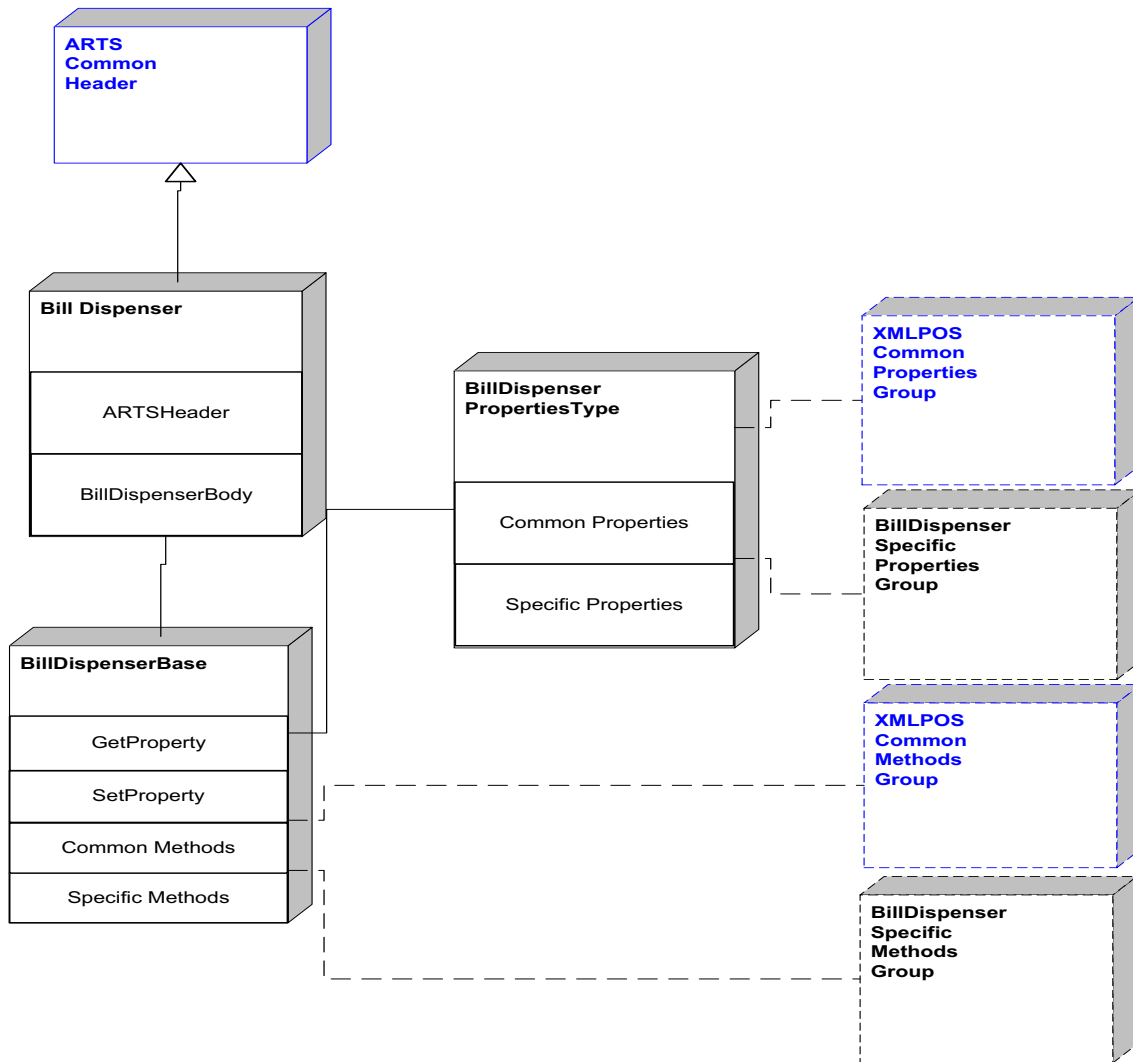 ARTS
Common
Header
Bill Dispenser
ARTSHeader
BillDispenserBody
BillDispenser
PropertiesType
Common Properties
Specific Properties
XMLPOS
Common
Properties
Group
BillDispenser
Specific
Properties
Group
BillDispenserBase
GetProperty
SetProperty
Common Methods
Specific Methods
XMLPOS
Common
Methods
Group
BillDispenser
Specific
Methods
Group